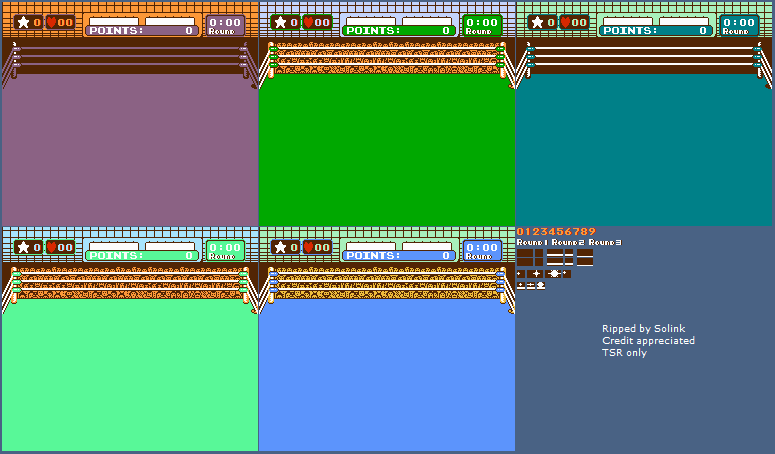 0 00 0:00
POINTS: 0 Round
0 00 0:00
POINTS: 0 Round
0 00 0:00
POINTS: 0 Round
0 00 0:00
POINTS: 0 Round
0 00 0:00
POINTS: 0 Round
0123456789
Round 1 Round 2 Round 3
Ripped by Solink
Credit appreciated
TSR only